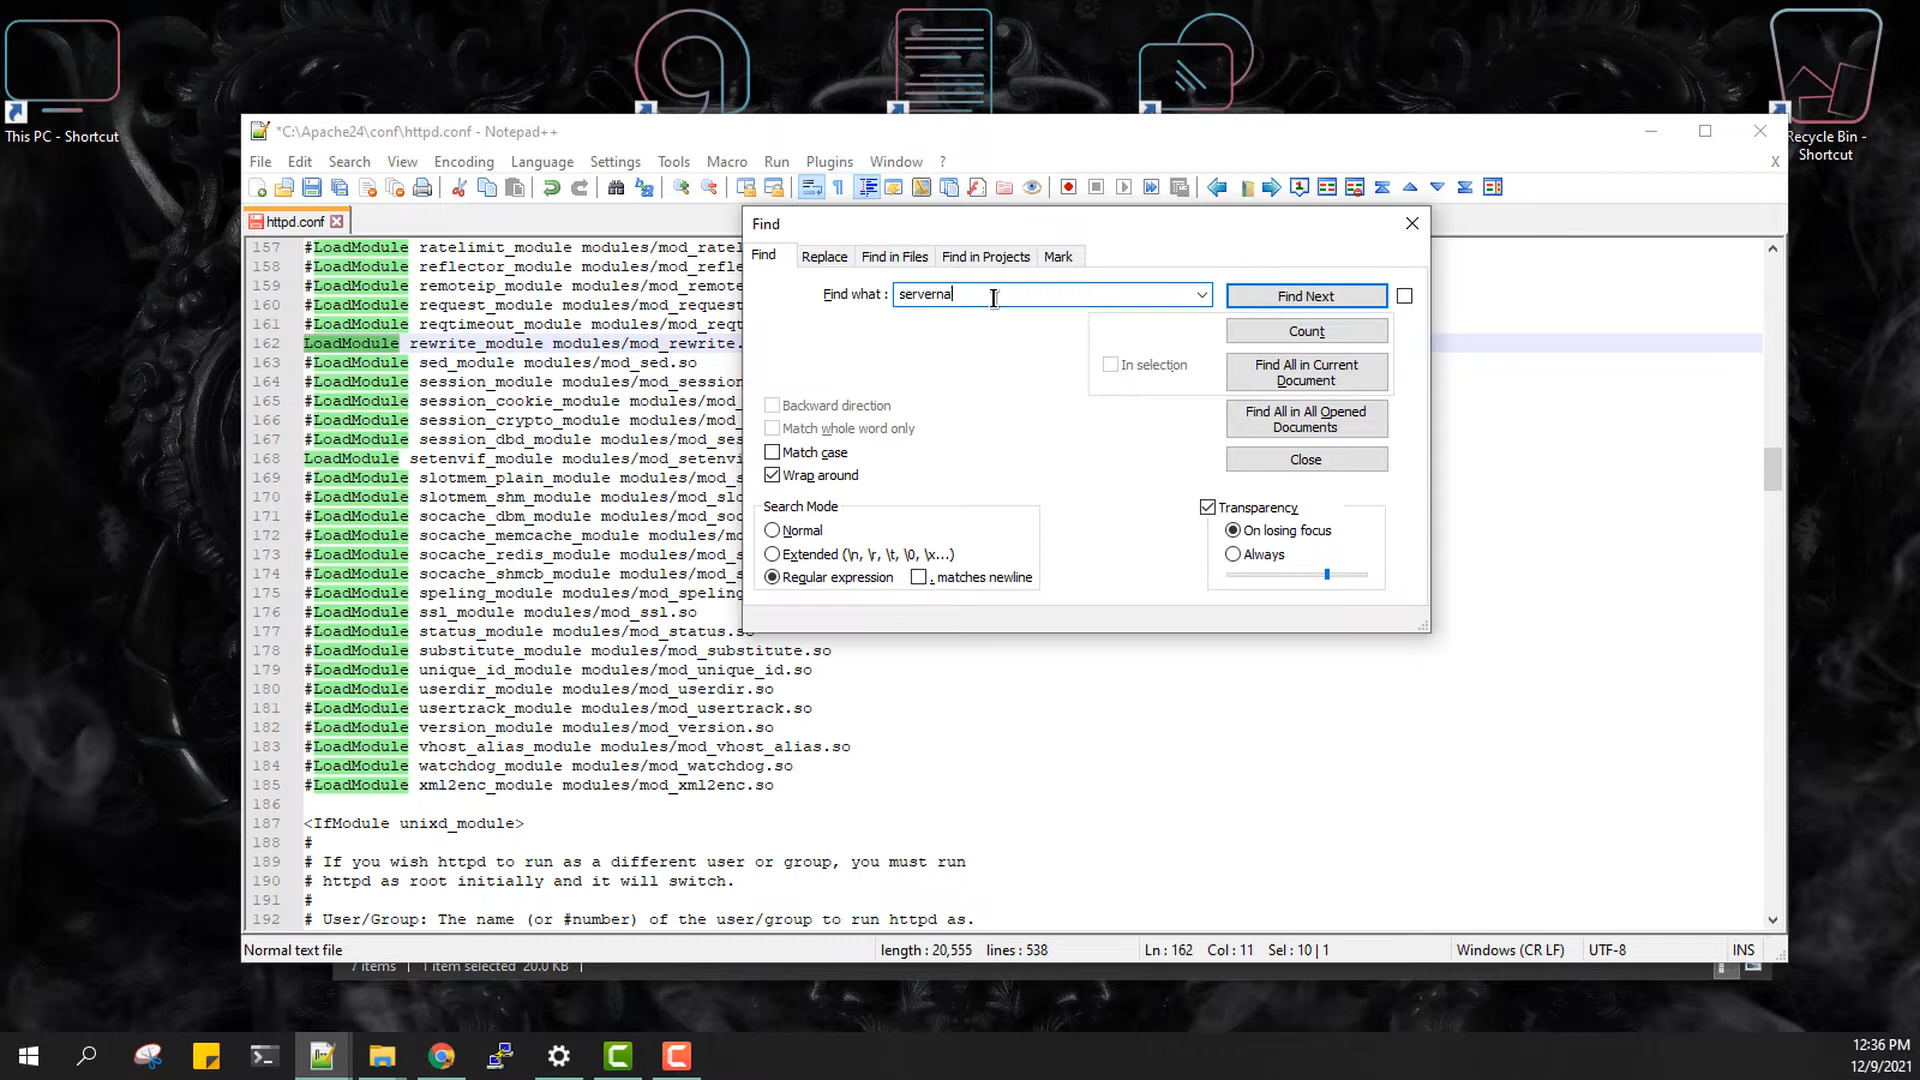 This PC - Shortcut
Recycle Bin -
Shortcut
*C:\Apache24\conf\httpd.conf - Notepad++
File Edit Search View Encoding Language Settings Tools Macro Run Plugins Window ? X
httpd.conf
157 #LoadModule ratelimit_module modules/mod_ratel
158 #LoadModule reflector_module modules/mod_refle
159 #LoadModule remoteip_module modules/mod_remote
160 #LoadModule request_module modules/mod_request
161 #LoadModule reqtimeout_module modules/mod_reqt
162 LoadModule rewrite_module modules/mod_rewrite.
163 #LoadModule sed_module modules/mod_sed.so
164 #LoadModule session_module modules/mod_session
165 #LoadModule session_cookie_module modules/mod_
166 #LoadModule session_crypto_module modules/mod_
167 #LoadModule session_dbd_module modules/mod_ses
168 LoadModule setenvif_module modules/mod_setenvi
169 #LoadModule slotmem_plain_module modules/mod_s
170 #LoadModule slotmem_shm_module modules/mod_slo
171 #LoadModule socache_dbm_module modules/mod_soc
172 #LoadModule socache_memcache_module modules/mo
173 #LoadModule socache_redis_module modules/mod_s
174 #LoadModule socache_shmcb_module modules/mod_s
175 #LoadModule speling_module modules/mod_speling
176 #LoadModule ssl_module modules/mod_ssl.so
177 #LoadModule status_module modules/mod_status.so
178 #LoadModule substitute_module modules/mod_substitute.so
179 #LoadModule unique_id_module modules/mod_unique_id.so
180 #LoadModule userdir_module modules/mod_userdir.so
181 #LoadModule usertrack_module modules/mod_usertrack.so
182 #LoadModule version_module modules/mod_version.so
183 #LoadModule vhost_alias_module modules/mod_vhost_alias.so
184 #LoadModule watchdog_module modules/mod_watchdog.so
185 #LoadModule xml2enc_module modules/mod_xml2enc.so
186
187 <IfModule unixd_module>
188 #
189 # If you wish httpd to run as a different user or group, you must run
190 # httpd as root initially and it will switch.
191 #
192 # User/Group: The name (or #number) of the user/group to run httpd as.
Find
Find Replace Find in Files Find in Projects Mark
Find what : serverna
Find Next
Count
In selection
Find All in Current
Document
Find All in All Opened
Documents
Close
Backward direction
Match whole word only
Match case
Wrap around
Search Mode
Normal
Extended (\n, \r, \t, \0, \x...)
Regular expression . matches newline
Transparency
On losing focus
Always
Normal text file length : 20,555 lines : 538 Ln : 162 Col : 11 Sel : 10 | 1 Windows (CR LF) UTF-8 INS
7 items 1 item selected 20.0 KB
12:36 PM
12/9/2021